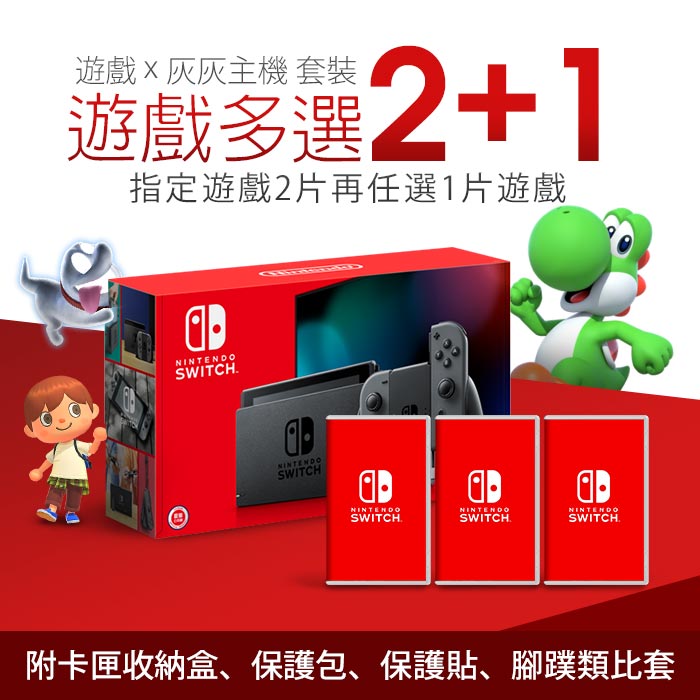 遊戲 x 灰灰主機 套裝
遊戲多選2+1
指定遊戲2片再任選1片遊戲
Nintendo
NINTENDO
SWITCH
NINTENDO
SWITCH
NINTENDO
SWITCH
NINTENDO
SWITCH
NINTENDO
SWITCH
附卡匣收納盒、保護包、保護貼、腳蹼類比套